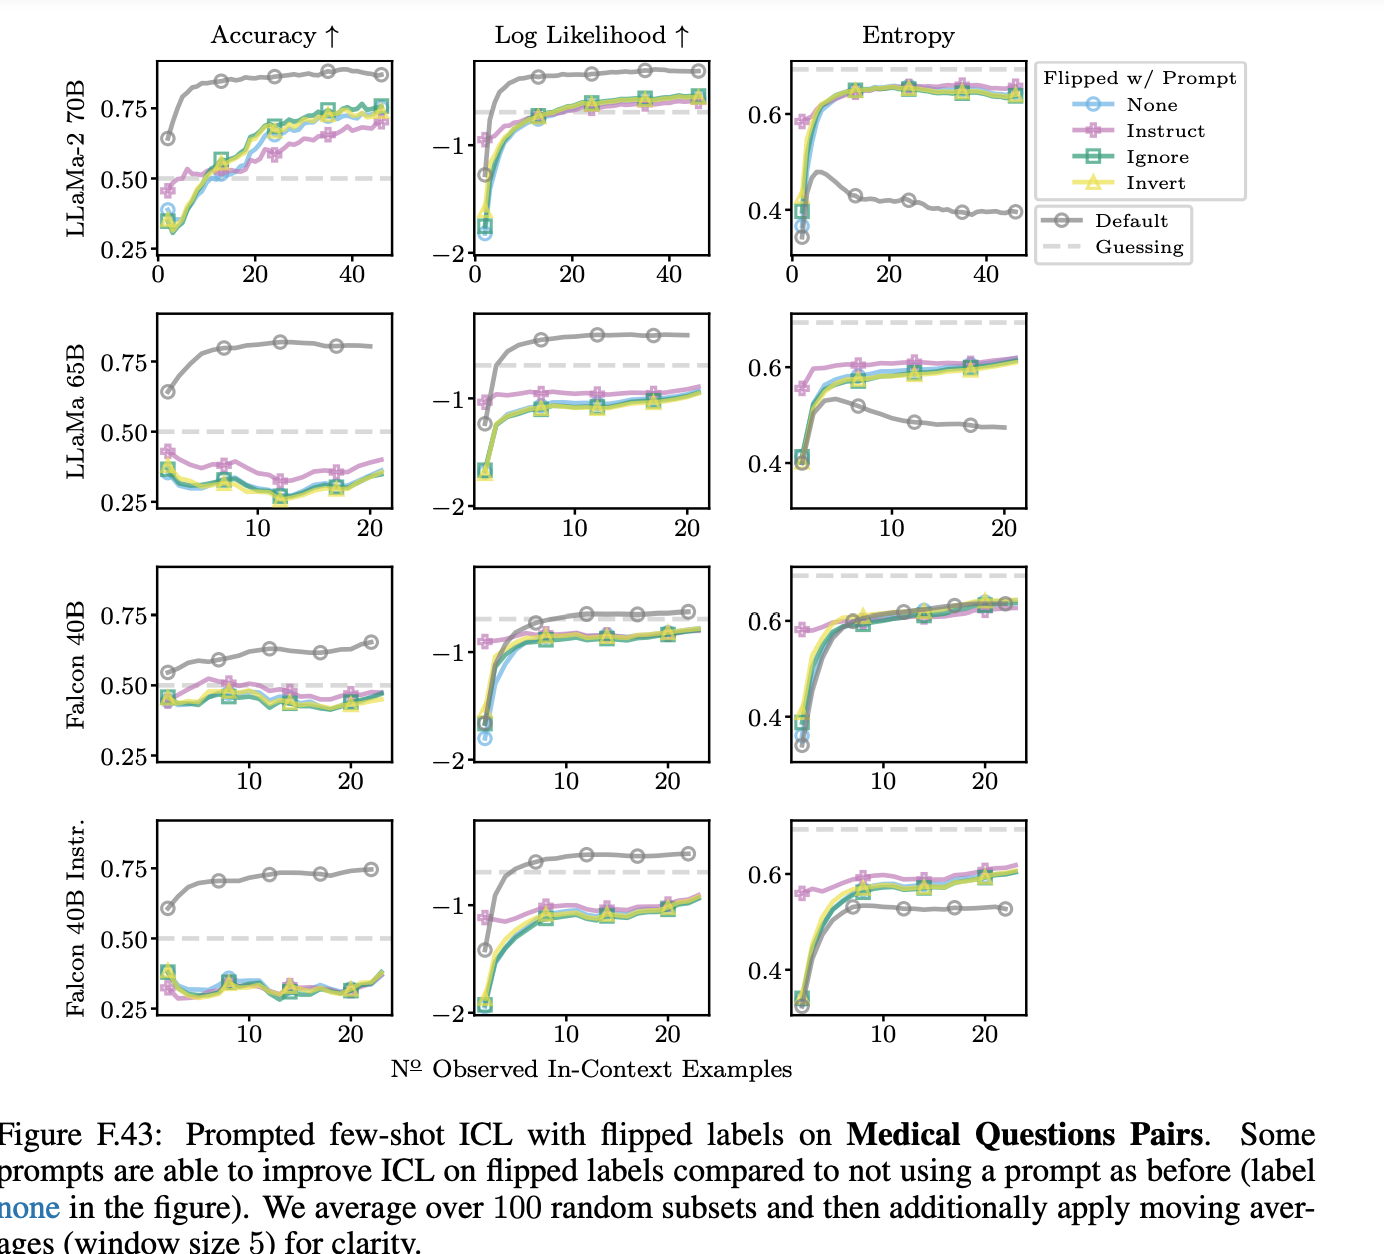 Accuracy ↑
Log Likelihood ↑
Entropy
LLaMa-2 70B
0.75
0.50
0.25
0
20
40
−1
−2
0
20
40
0.6
0.4
0
20
40
Flipped w/ Prompt
None
Instruct
Ignore
Invert
Default
Guessing
LLaMa 65B
0.75
0.50
0.25
10
20
−1
−2
10
20
0.6
0.4
10
20
Falcon 40B
0.75
0.50
0.25
10
20
−1
−2
10
20
0.6
0.4
10
20
Falcon 40B Instr.
0.75
0.50
0.25
10
20
−1
−2
10
20
0.6
0.4
10
20
Nº Observed In-Context Examples
Figure F.43: Prompted few-shot ICL with flipped labels on Medical Questions Pairs. Some
prompts are able to improve ICL on flipped labels compared to not using a prompt as before (label
none in the figure). We average over 100 random subsets and then additionally apply moving aver-
ages (window size 5) for clarity.